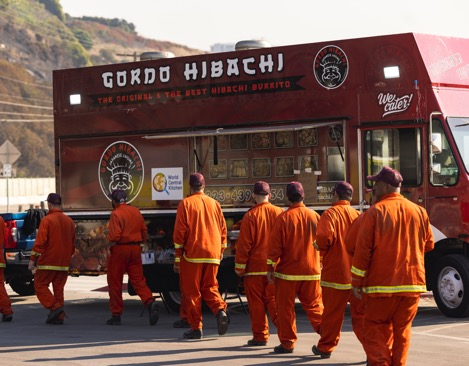 GORDO HIBACHI
THE ORIGINAL & THE BEST HIBACHI BURRITO
We cater!
World
Central
Kitchen